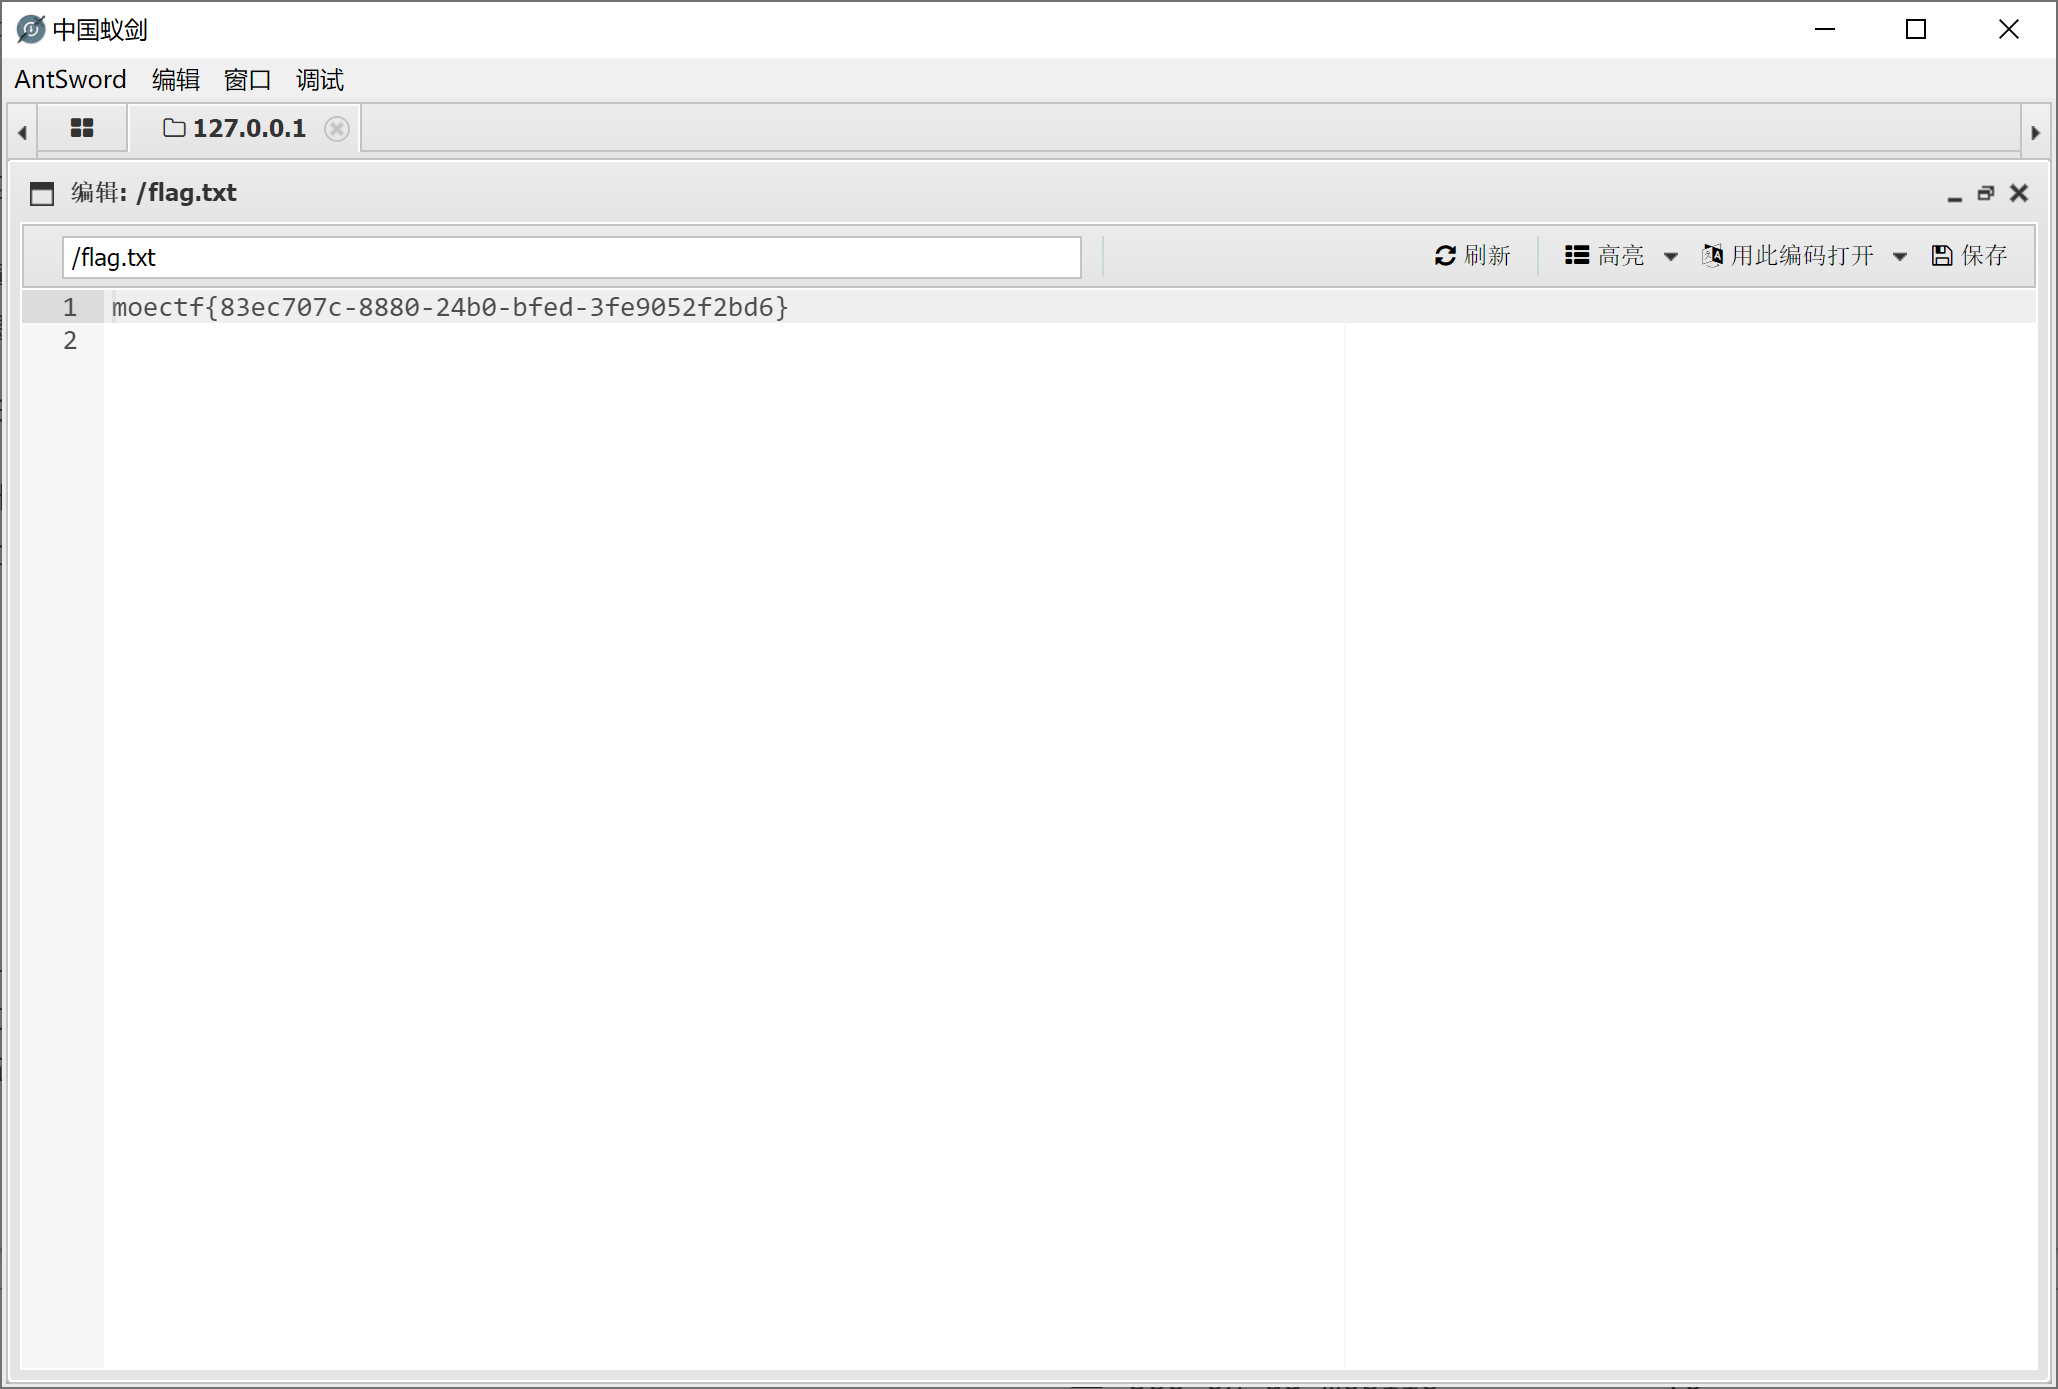 中国蚁剑
AntSword 编辑 窗口 调试
127.0.0.1
编辑: /flag.txt
/flag.txt 刷新 高亮 用此编码打开 保存
1 moectf{83ec707c-8880-24b0-bfed-3fe9052f2bd6}
2